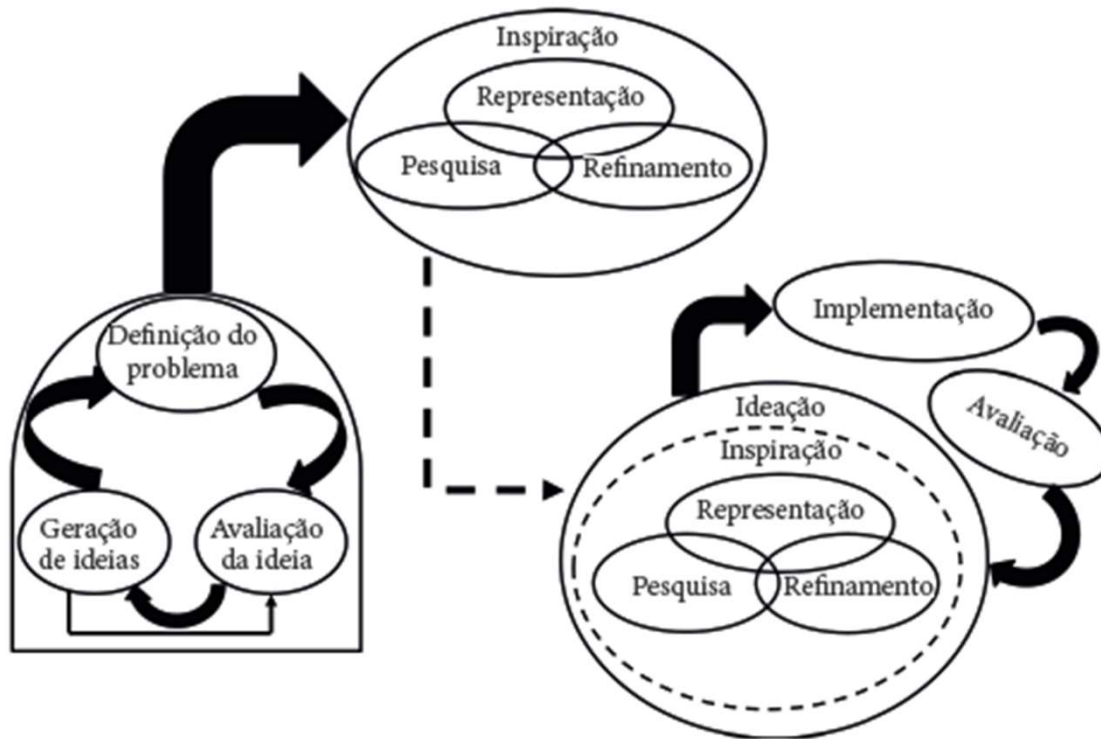 Inspiração
Representação
Pesquisa
Refinamento
Definição do
problema
Geração
de ideias
Avaliação
da ideia
Implementação
Avaliação
Ideação
Inspiração
Representação
Pesquisa
Refinamento